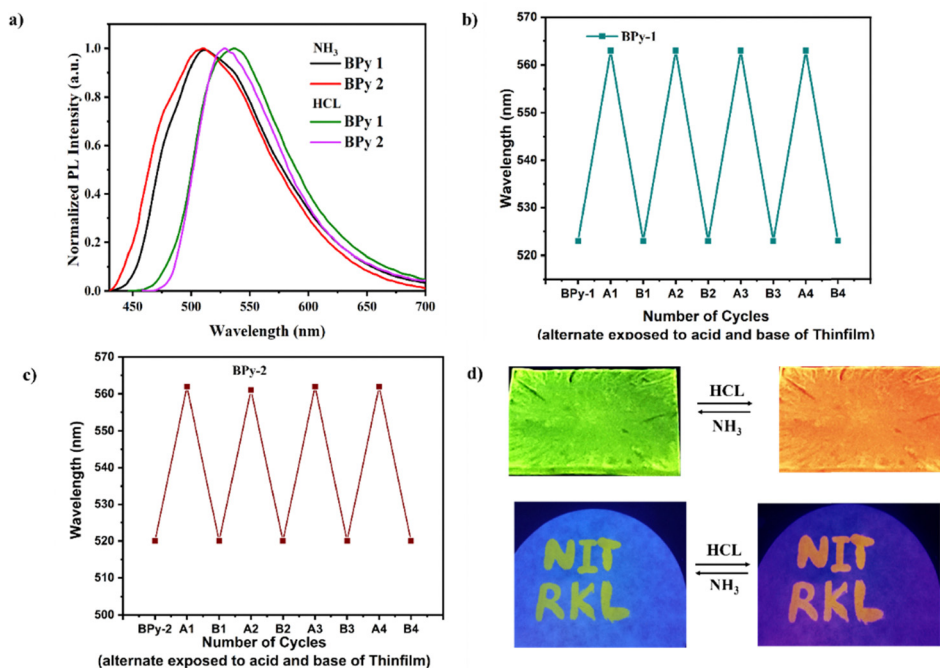 a)
Normalized PL Intensity (a.u.)
1.0
0.8
0.6
0.4
0.2
0.0
NH3
BPy 1
BPy 2
HCL
BPy 1
BPy 2
450 500 550 600 650 700
Wavelength (nm)
b)
Wavelength (nm)
570
560
550
540
530
520
BPy-1
BPy-1 A1 B1 A2 B2 A3 B3 A4 B4
Number of Cycles
(alternate exposed to acid and base of Thinfilm)
c)
Wavelength (nm)
570
560
550
540
530
520
510
500
BPy-2
BPy-2 A1 B1 A2 B2 A3 B3 A4 B4
Number of Cycles
(alternate exposed to acid and base of Thinfilm)
d)
HCL
NH3
NIT
RKL
HCL
NH3
NIT
RKL